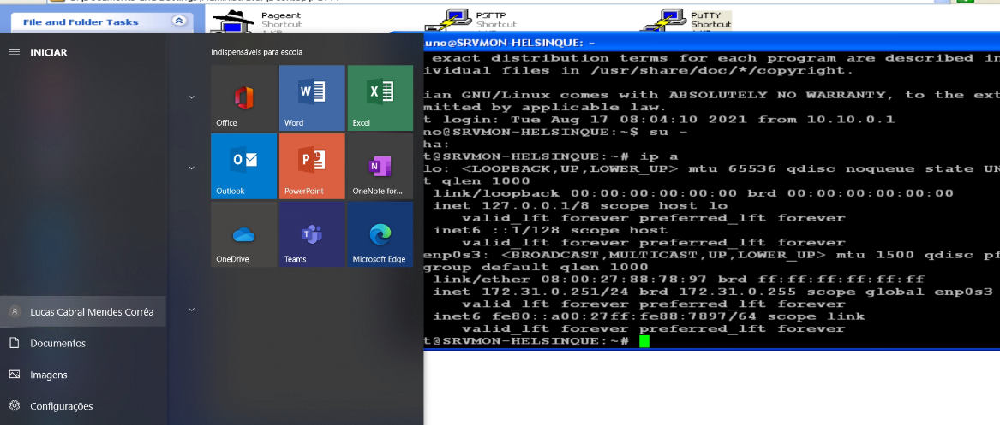 File and Folder Tasks
Pageant
Shortcut
PSFTP
Shortcut
PuTTY
Shortcut
INICIAR
Indispensáveis para escola
Office
Word
Excel
Outlook
PowerPoint
OneNote for...
OneDrive
Teams
Microsoft Edge
Lucas Cabral Mendes Corrêa
Documentos
Imagens
Configurações
uno@SRVMON-HELSINQUE: ~
exact distribution terms for each program are described in
ividual files in /usr/share/doc/*/copyright.
ian GNU/Linux comes with ABSOLUTELY NO WARRANTY, to the ext
mitted by applicable law.
t login: Tue Aug 17 08:04:10 2021 from 10.10.0.1
no@SRVMON-HELSINQUE:~$ su -
ha:
t@SRVMON-HELSINQUE:~# ip a
lo: <LOOPBACK,UP,LOWER_UP> mtu 65536 qdisc noqueue state UN
t qlen 1000
link/loopback 00:00:00:00:00:00 brd 00:00:00:00:00:00
inet 127.0.0.1/8 scope host lo
valid_lft forever preferred_lft forever
inet6 ::1/128 scope host
valid_lft forever preferred_lft forever
enp0s3: <BROADCAST,MULTICAST,UP,LOWER_UP> mtu 1500 qdisc pf
group default qlen 1000
link/ether 08:00:27:88:78:97 brd ff:ff:ff:ff:ff:ff
inet 172.31.0.251/24 brd 172.31.0.255 scope global enp0s3
valid_lft forever preferred_lft forever
inet6 fe80::a00:27ff:fe88:7897/64 scope link
valid_lft forever preferred_lft forever
t@SRVMON-HELSINQUE:~#